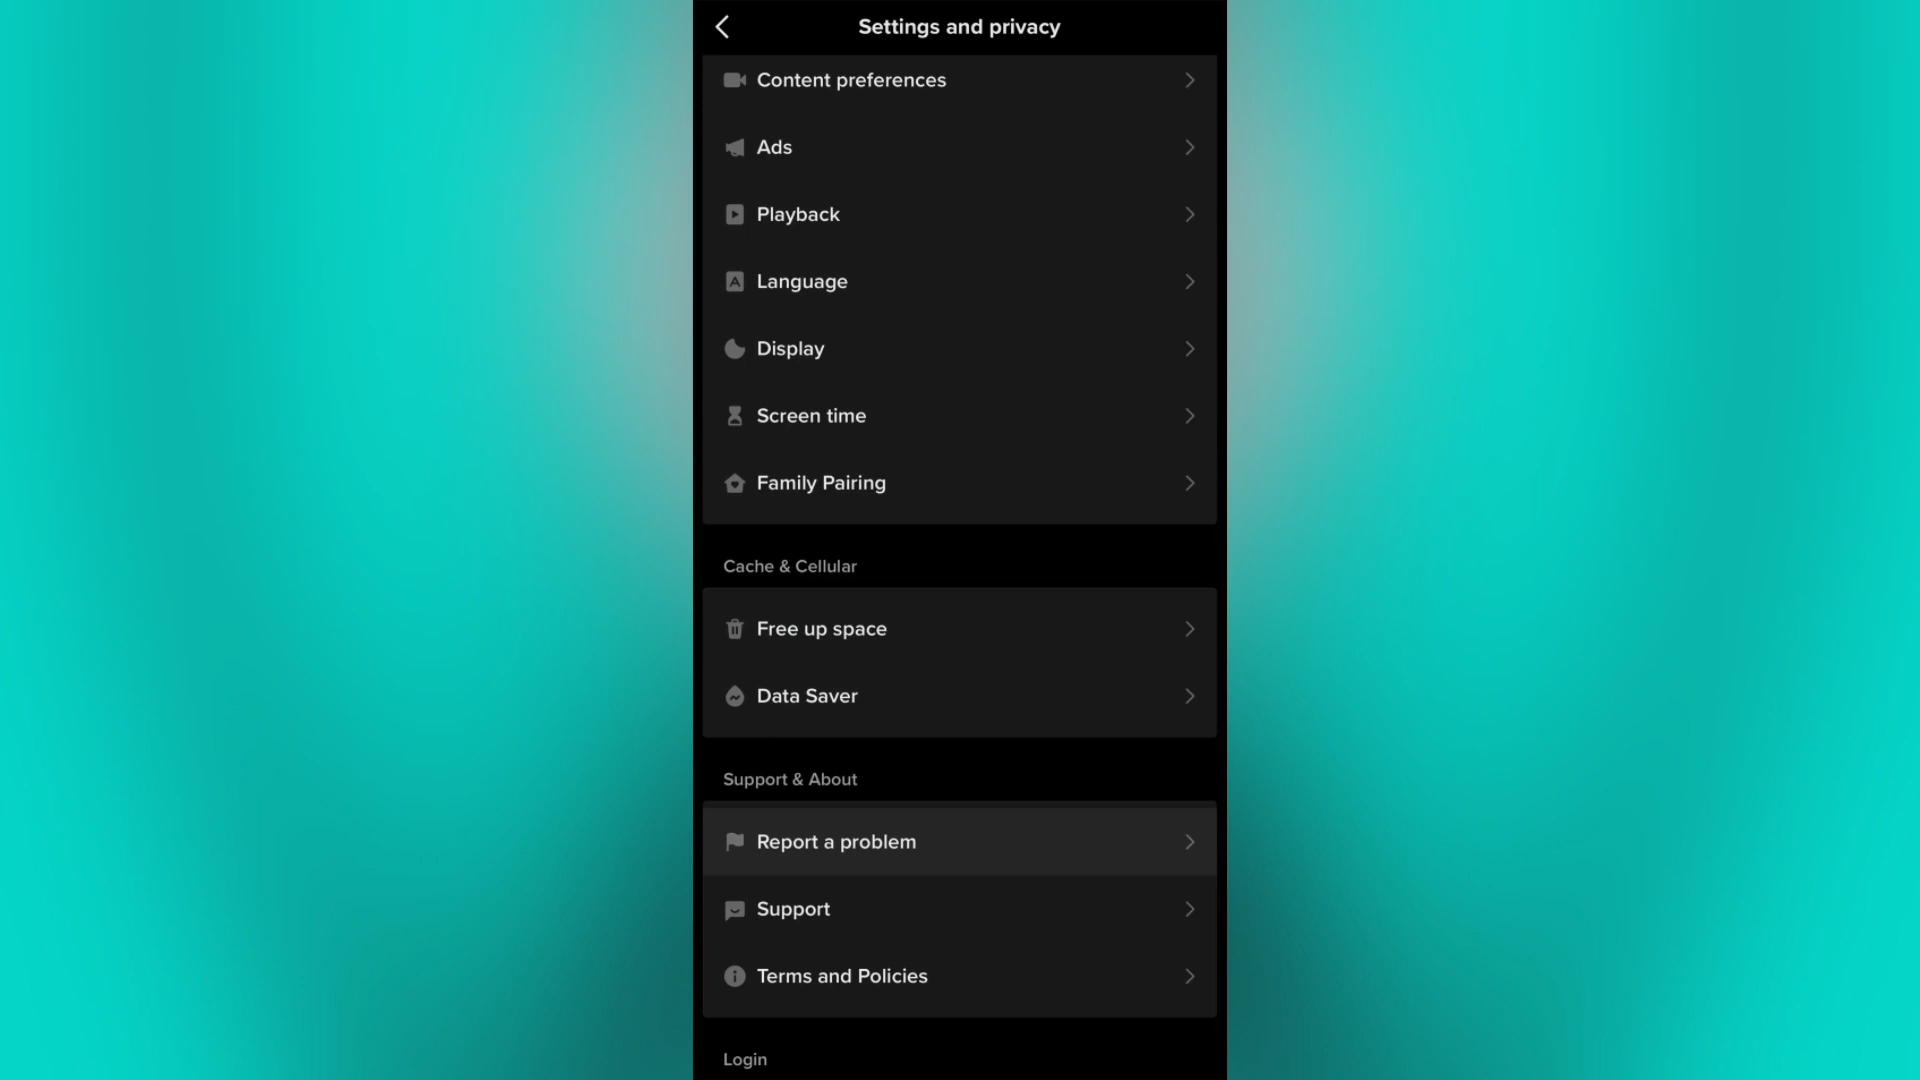 Settings and privacy
Content preferences
Ads
Playback
Language
Display
Screen time
Family Pairing
Cache & Cellular
Free up space
Data Saver
Support & About
Report a problem
Support
Terms and Policies
Login